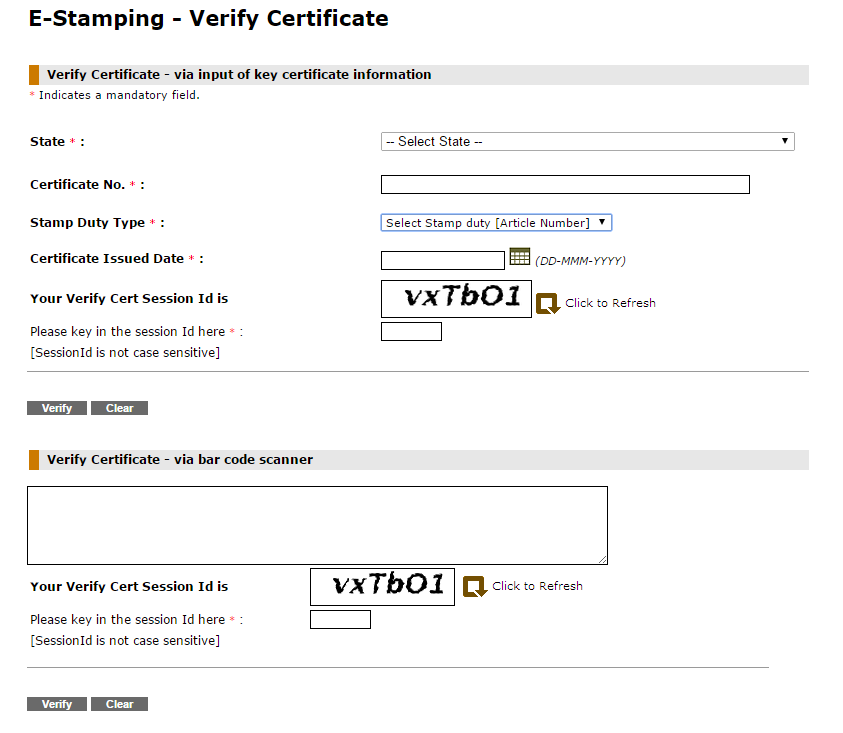 E-Stamping - Verify Certificate
Verify Certificate - via input of key certificate information
* Indicates a mandatory field.
State * :
-- Select State --
Certificate No. * :
Stamp Duty Type * :
Select Stamp duty [Article Number]
Certificate Issued Date * :
(DD-MMM-YYYY)
Your Verify Cert Session Id is
vxTbO1
Click to Refresh
Please key in the session Id here * :
[SessionId is not case sensitive]
Verify
Clear
Verify Certificate - via bar code scanner
Your Verify Cert Session Id is
vxTbO1
Click to Refresh
Please key in the session Id here * :
[SessionId is not case sensitive]
Verify
Clear